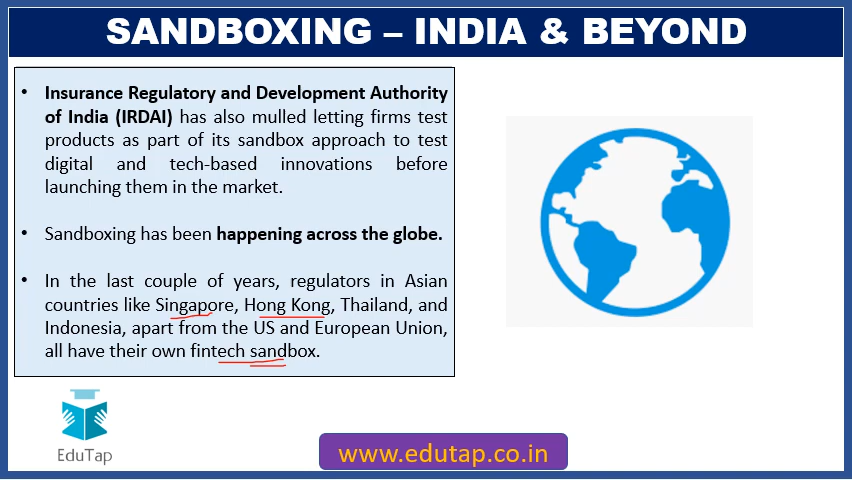 SANDBOXING – INDIA & BEYOND
• Insurance Regulatory and Development Authority
of India (IRDAI) has also mulled letting firms test
products as part of its sandbox approach to test
digital and tech-based innovations before
launching them in the market.
• Sandboxing has been happening across the globe.
• In the last couple of years, regulators in Asian
countries like Singapore, Hong Kong, Thailand, and
Indonesia, apart from the US and European Union,
all have their own fintech sandbox.
EduTap
www.edutap.co.in